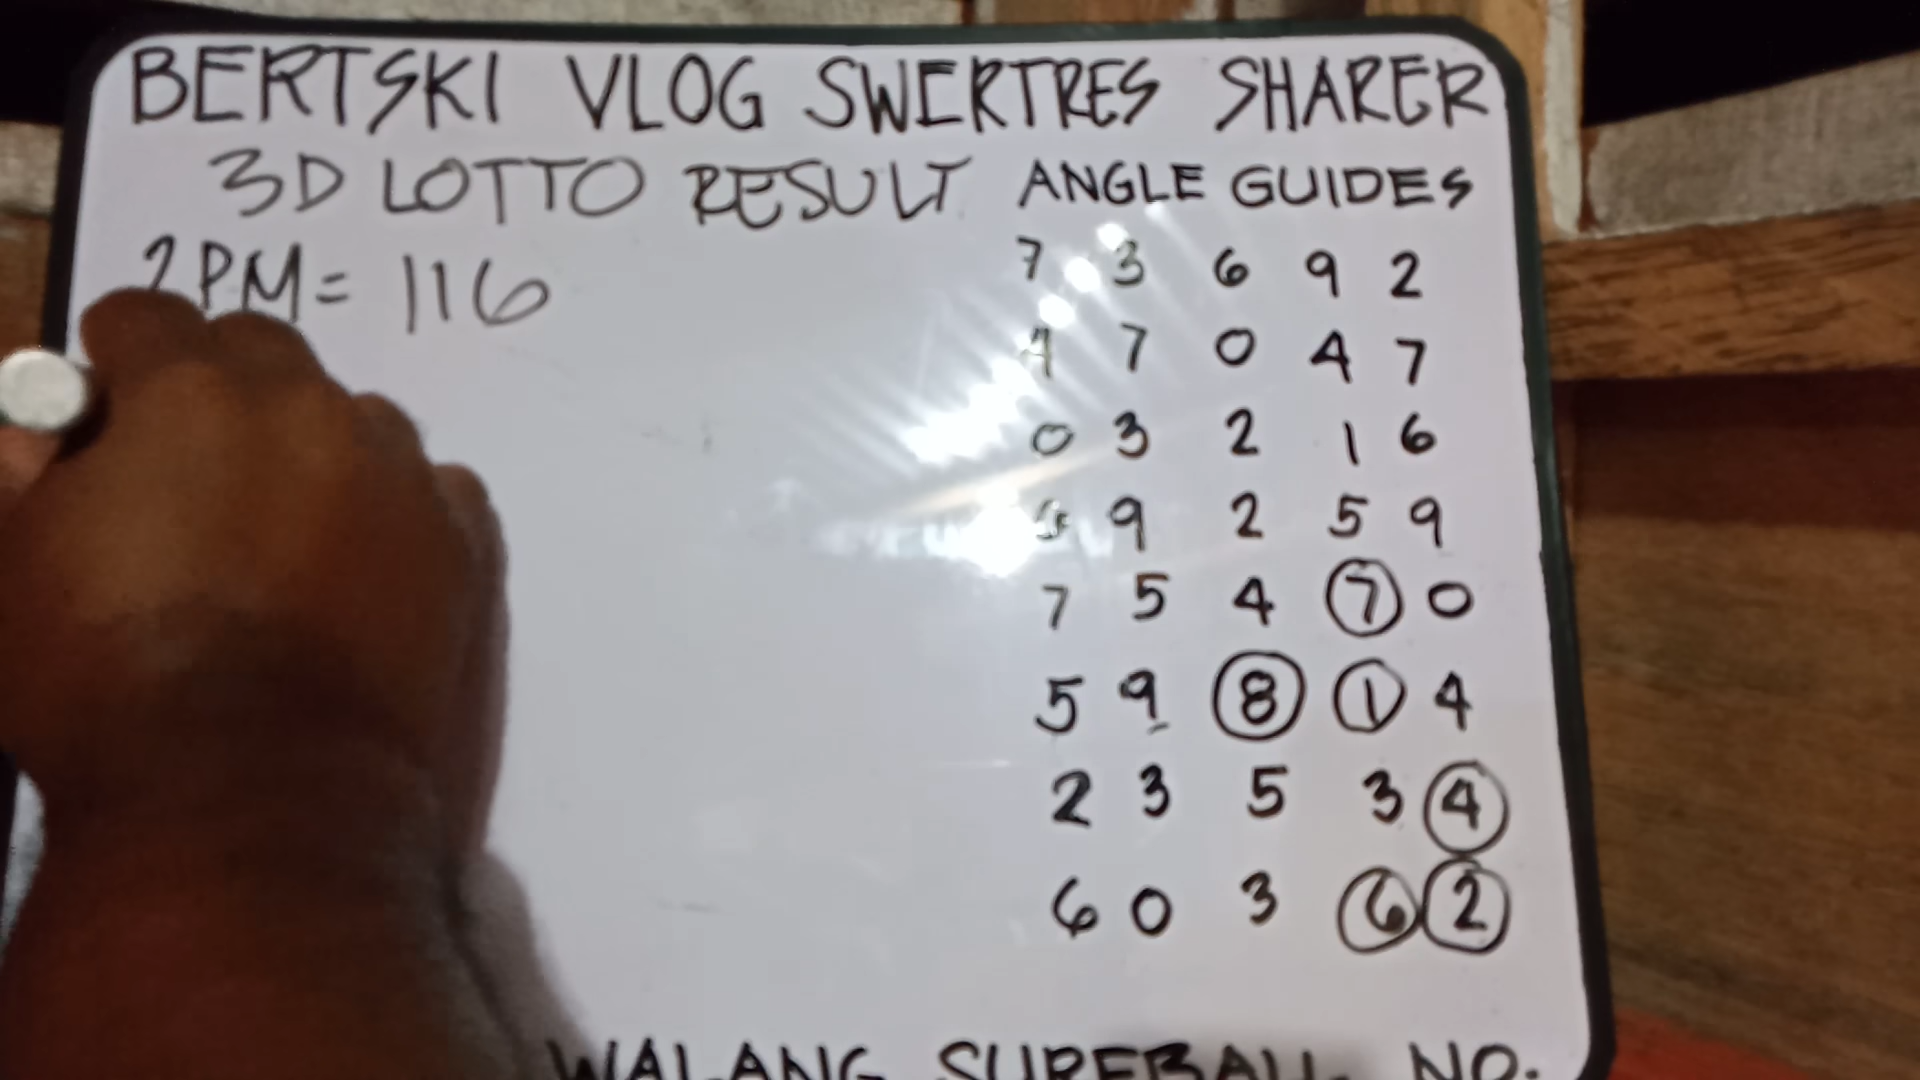 BERTSKI VLOG SWERTRES SHARER
3D LOTTO RESULT
2PM= 116
ANGLE GUIDES
7 3 6 9 2
7 0 4 7
0 3 2 1 6
9 2 5 9
7 5 4 7 0
5 9 8 1 4
2 3 5 3 4
6 0 3 6 2
WALANG SUREBALL NO.